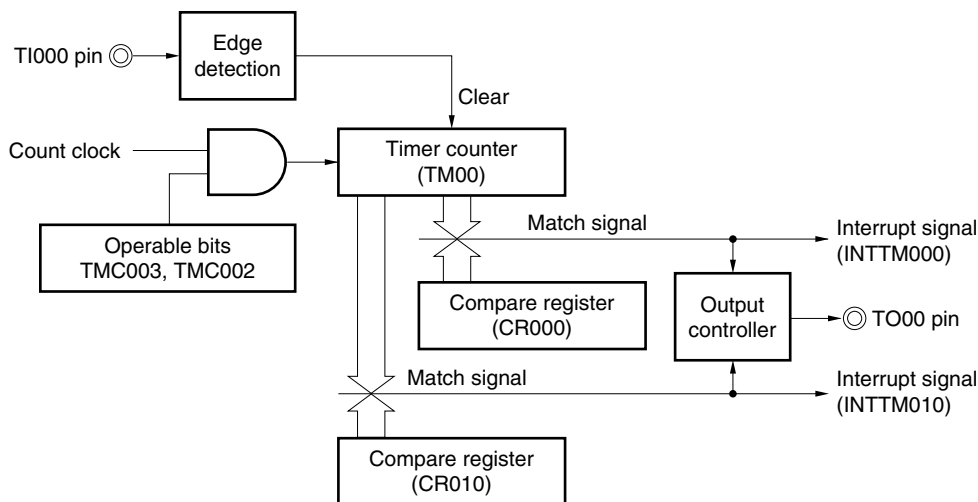 Edge
detection
TI000 pin
Clear
Timer counter
(TM00)
Count clock
Operable bits
TMC003, TMC002
Match signal
Interrupt signal
(INTTM000)
Compare register
(CR000)
Output
controller
TO00 pin
Match signal
Interrupt signal
(INTTM010)
Compare register
(CR010)